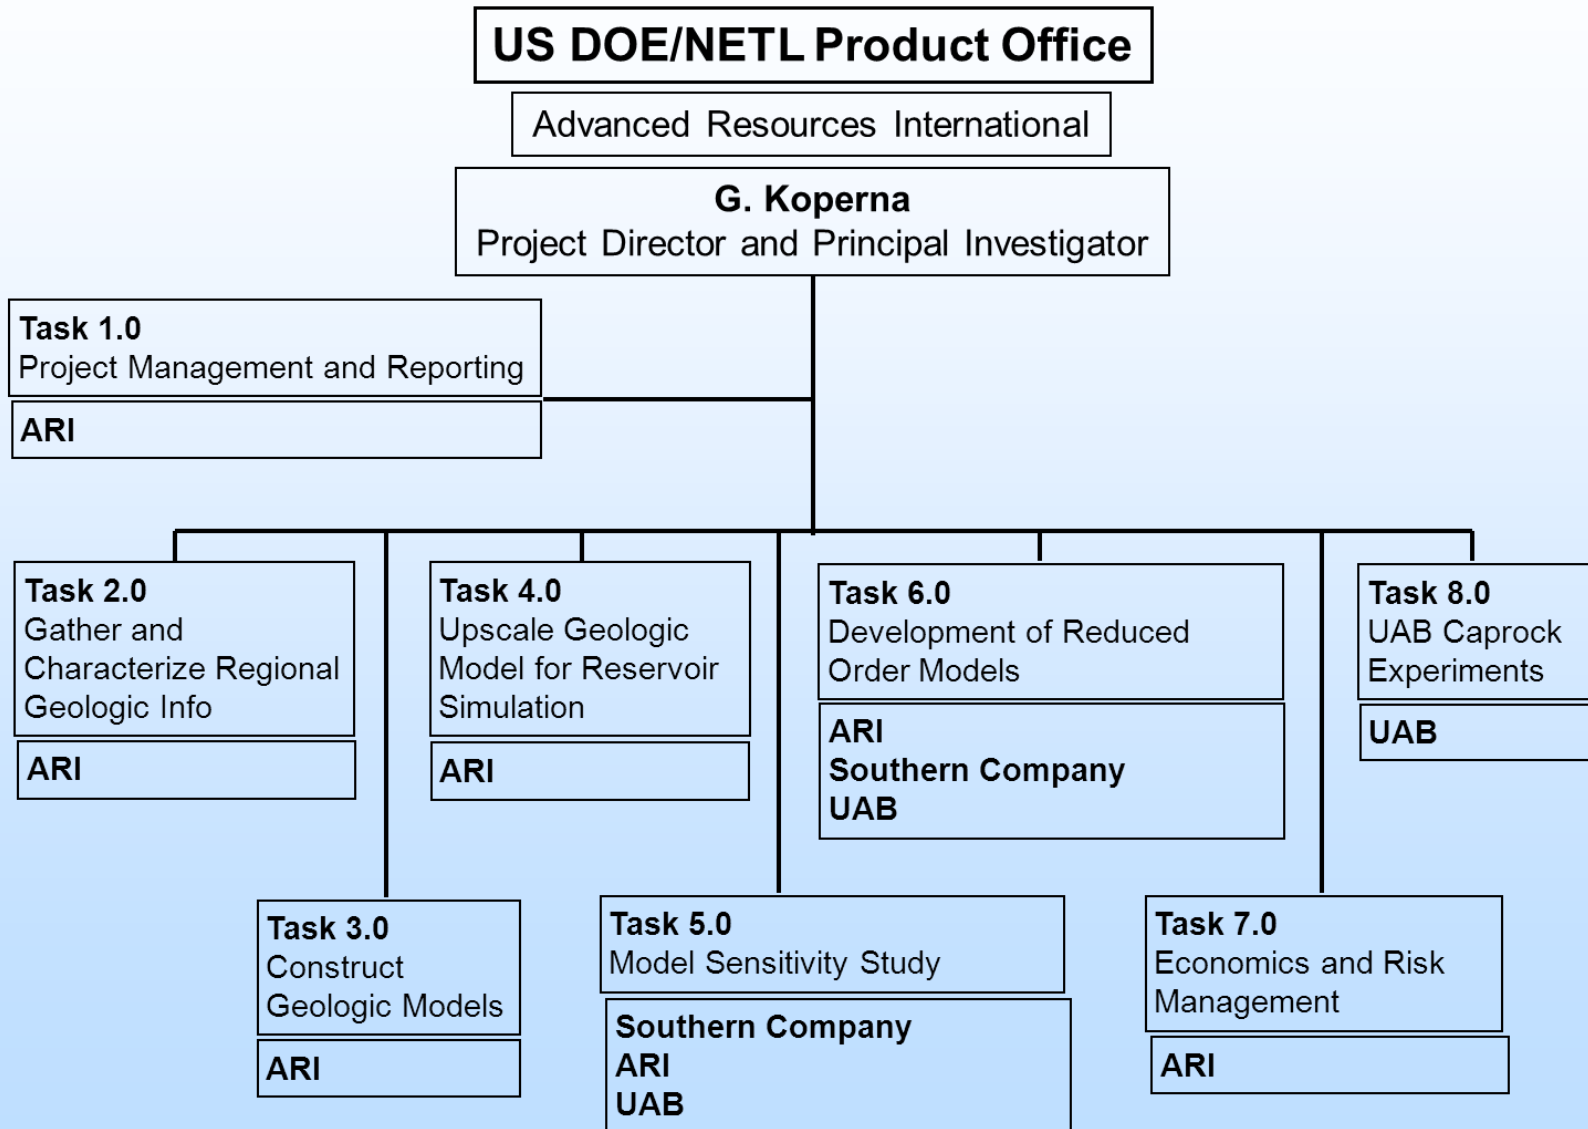 US DOE/NETL Product Office
Advanced Resources International
G. Koperna
Project Director and Principal Investigator
Task 1.0
Project Management and Reporting
ARI
Task 2.0
Gather and
Characterize Regional
Geologic Info
ARI
Task 3.0
Construct
Geologic Models
ARI
Task 4.0
Upscale Geologic
Model for Reservoir
Simulation
ARI
Task 5.0
Model Sensitivity Study
Southern Company
ARI
UAB
Task 6.0
Development of Reduced
Order Models
ARI
Southern Company
UAB
Task 7.0
Economics and Risk
Management
ARI
Task 8.0
UAB Caprock
Experiments
UAB